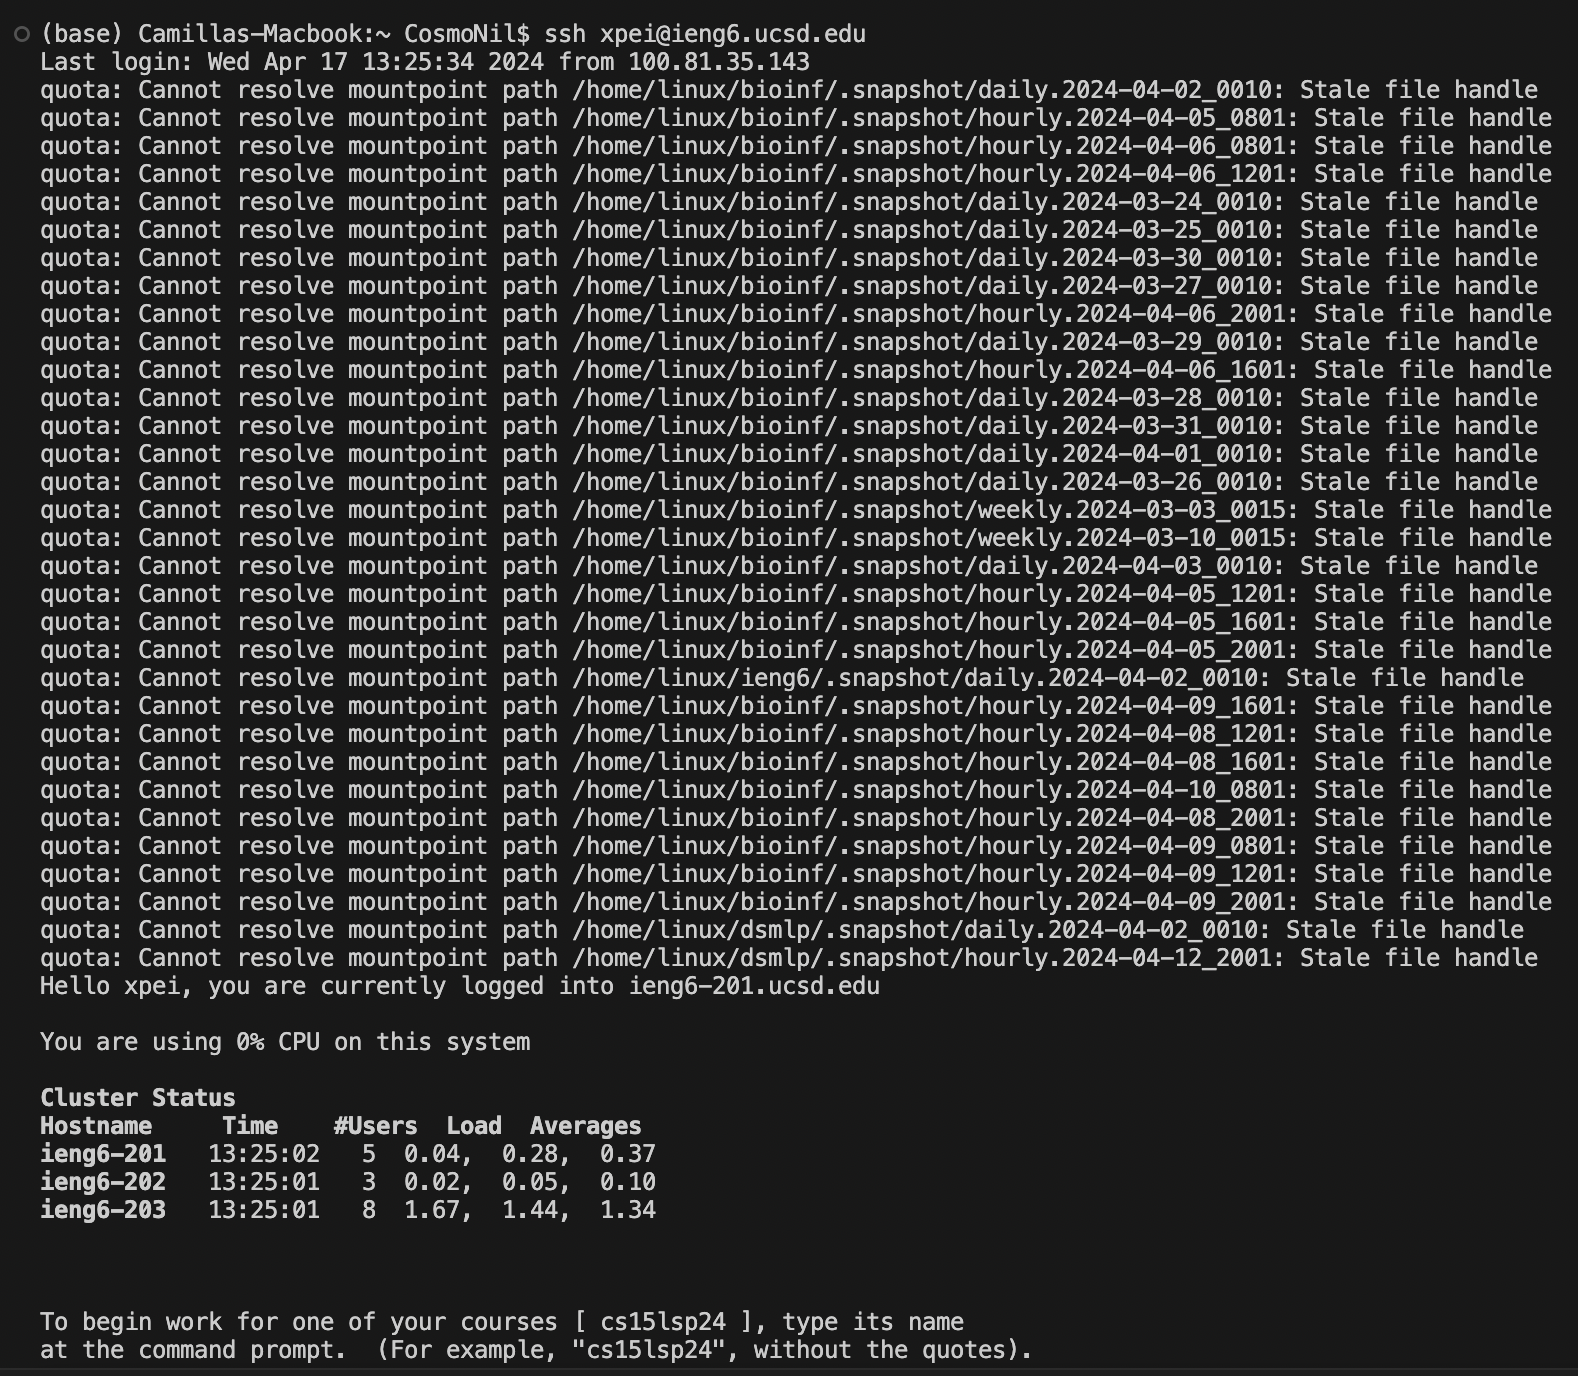 (base) Camillas-Macbook:~ CosmoNil$ ssh xpei@ieng6.ucsd.edu
Last login: Wed Apr 17 13:25:34 2024 from 100.81.35.143
quota: Cannot resolve mountpoint path /home/linux/bioinf/.snapshot/daily.2024-04-02_0010: Stale file handle
quota: Cannot resolve mountpoint path /home/linux/bioinf/.snapshot/hourly.2024-04-05_0801: Stale file handle
quota: Cannot resolve mountpoint path /home/linux/bioinf/.snapshot/hourly.2024-04-06_0801: Stale file handle
quota: Cannot resolve mountpoint path /home/linux/bioinf/.snapshot/hourly.2024-04-06_1201: Stale file handle
quota: Cannot resolve mountpoint path /home/linux/bioinf/.snapshot/daily.2024-03-24_0010: Stale file handle
quota: Cannot resolve mountpoint path /home/linux/bioinf/.snapshot/daily.2024-03-25_0010: Stale file handle
quota: Cannot resolve mountpoint path /home/linux/bioinf/.snapshot/daily.2024-03-30_0010: Stale file handle
quota: Cannot resolve mountpoint path /home/linux/bioinf/.snapshot/daily.2024-03-27_0010: Stale file handle
quota: Cannot resolve mountpoint path /home/linux/bioinf/.snapshot/hourly.2024-04-06_2001: Stale file handle
quota: Cannot resolve mountpoint path /home/linux/bioinf/.snapshot/daily.2024-03-29_0010: Stale file handle
quota: Cannot resolve mountpoint path /home/linux/bioinf/.snapshot/hourly.2024-04-06_1601: Stale file handle
quota: Cannot resolve mountpoint path /home/linux/bioinf/.snapshot/daily.2024-03-28_0010: Stale file handle
quota: Cannot resolve mountpoint path /home/linux/bioinf/.snapshot/daily.2024-03-31_0010: Stale file handle
quota: Cannot resolve mountpoint path /home/linux/bioinf/.snapshot/daily.2024-04-01_0010: Stale file handle
quota: Cannot resolve mountpoint path /home/linux/bioinf/.snapshot/daily.2024-03-26_0010: Stale file handle
quota: Cannot resolve mountpoint path /home/linux/bioinf/.snapshot/weekly.2024-03-03_0015: Stale file handle
quota: Cannot resolve mountpoint path /home/linux/bioinf/.snapshot/weekly.2024-03-10_0015: Stale file handle
quota: Cannot resolve mountpoint path /home/linux/bioinf/.snapshot/daily.2024-04-03_0010: Stale file handle
quota: Cannot resolve mountpoint path /home/linux/bioinf/.snapshot/hourly.2024-04-05_1201: Stale file handle
quota: Cannot resolve mountpoint path /home/linux/bioinf/.snapshot/hourly.2024-04-05_1601: Stale file handle
quota: Cannot resolve mountpoint path /home/linux/bioinf/.snapshot/hourly.2024-04-05_2001: Stale file handle
quota: Cannot resolve mountpoint path /home/linux/ieng6/.snapshot/daily.2024-04-02_0010: Stale file handle
quota: Cannot resolve mountpoint path /home/linux/bioinf/.snapshot/hourly.2024-04-09_1601: Stale file handle
quota: Cannot resolve mountpoint path /home/linux/bioinf/.snapshot/hourly.2024-04-08_1201: Stale file handle
quota: Cannot resolve mountpoint path /home/linux/bioinf/.snapshot/hourly.2024-04-08_1601: Stale file handle
quota: Cannot resolve mountpoint path /home/linux/bioinf/.snapshot/hourly.2024-04-10_0801: Stale file handle
quota: Cannot resolve mountpoint path /home/linux/bioinf/.snapshot/hourly.2024-04-08_2001: Stale file handle
quota: Cannot resolve mountpoint path /home/linux/bioinf/.snapshot/hourly.2024-04-09_0801: Stale file handle
quota: Cannot resolve mountpoint path /home/linux/bioinf/.snapshot/hourly.2024-04-09_1201: Stale file handle
quota: Cannot resolve mountpoint path /home/linux/bioinf/.snapshot/hourly.2024-04-09_2001: Stale file handle
quota: Cannot resolve mountpoint path /home/linux/dsmlp/.snapshot/daily.2024-04-02_0010: Stale file handle
quota: Cannot resolve mountpoint path /home/linux/dsmlp/.snapshot/hourly.2024-04-12_2001: Stale file handle
Hello xpei, you are currently logged into ieng6-201.ucsd.edu
You are using 0% CPU on this system
Cluster Status
Hostname     Time    #Users  Load  Averages
ieng6-201   13:25:02   5  0.04,  0.28,  0.37
ieng6-202   13:25:01   3  0.02,  0.05,  0.10
ieng6-203   13:25:01   8  1.67,  1.44,  1.34
To begin work for one of your courses [ cs15lsp24 ], type its name
at the command prompt.  (For example, "cs15lsp24", without the quotes).